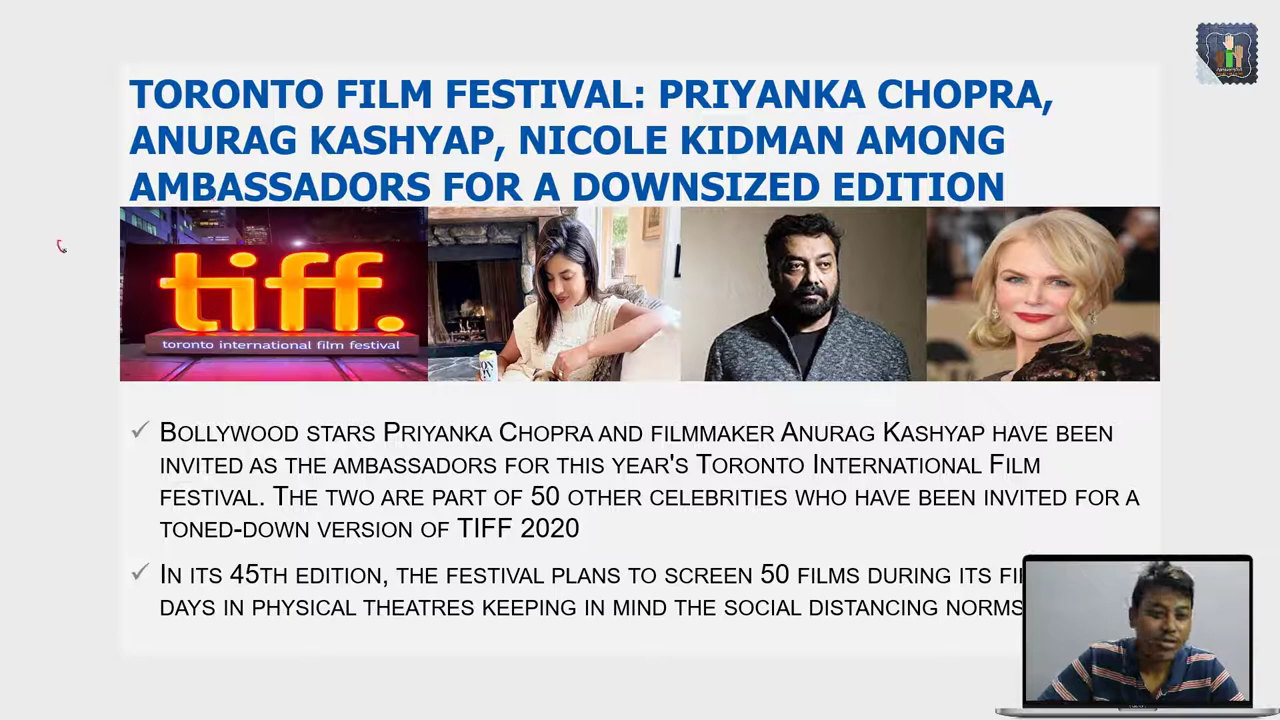 TORONTO FILM FESTIVAL: PRIYANKA CHOPRA,
ANURAG KASHYAP, NICOLE KIDMAN AMONG
AMBASSADORS FOR A DOWNSIZED EDITION
tiff.
toronto international film festival
BOLLYWOOD STARS PRIYANKA CHOPRA AND FILMMAKER ANURAG KASHYAP HAVE BEEN
INVITED AS THE AMBASSADORS FOR THIS YEAR'S TORONTO INTERNATIONAL FILM
FESTIVAL. THE TWO ARE PART OF 50 OTHER CELEBRITIES WHO HAVE BEEN INVITED FOR A
TONED-DOWN VERSION OF TIFF 2020
IN ITS 45TH EDITION, THE FESTIVAL PLANS TO SCREEN 50 FILMS DURING ITS
DAYS IN PHYSICAL THEATRES KEEPING IN MIND THE SOCIAL DISTANCING NORMS